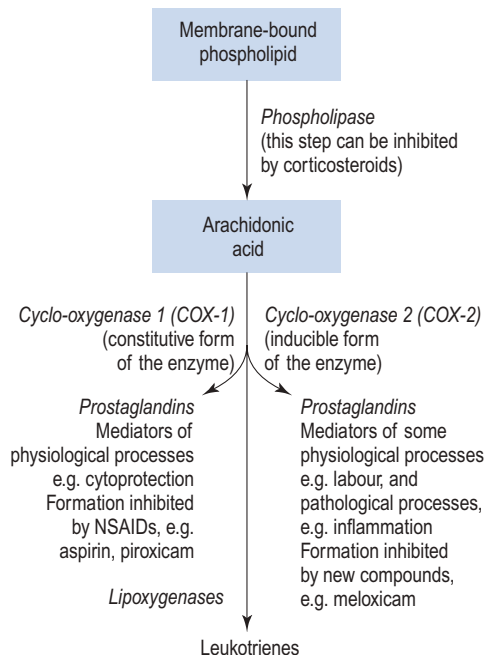 Membrane-bound
phospholipid
Phospholipase
(this step can be inhibited
by corticosteroids)
Arachidonic
acid
Cyclo-oxygenase 1 (COX-1)
(constitutive form
of the enzyme)
Cyclo-oxygenase 2 (COX-2)
(inducible form
of the enzyme)
Prostaglandins
Mediators of
physiological processes
e.g. cytoprotection
Formation inhibited
by NSAIDs, e.g.
aspirin, piroxicam
Prostaglandins
Mediators of some
physiological processes
e.g. labour, and
pathological processes,
e.g. inflammation
Formation inhibited
by new compounds,
e.g. meloxicam
Lipoxygenases
Leukotrienes